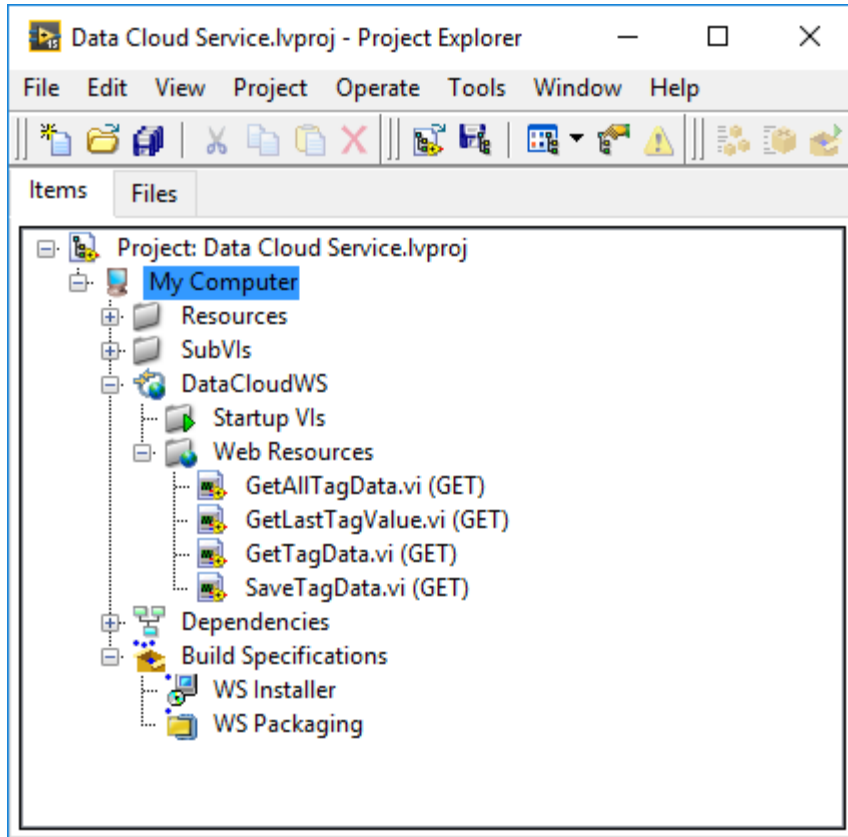 Data Cloud Service.lvproj - Project Explorer
File Edit View Project Operate Tools Window Help
Items Files
Project: Data Cloud Service.lvproj
My Computer
Resources
SubVIs
DataCloudWS
Startup VIs
Web Resources
GetAllTagData.vi (GET)
GetLastTagValue.vi (GET)
GetTagData.vi (GET)
SaveTagData.vi (GET)
Dependencies
Build Specifications
WS Installer
WS Packaging